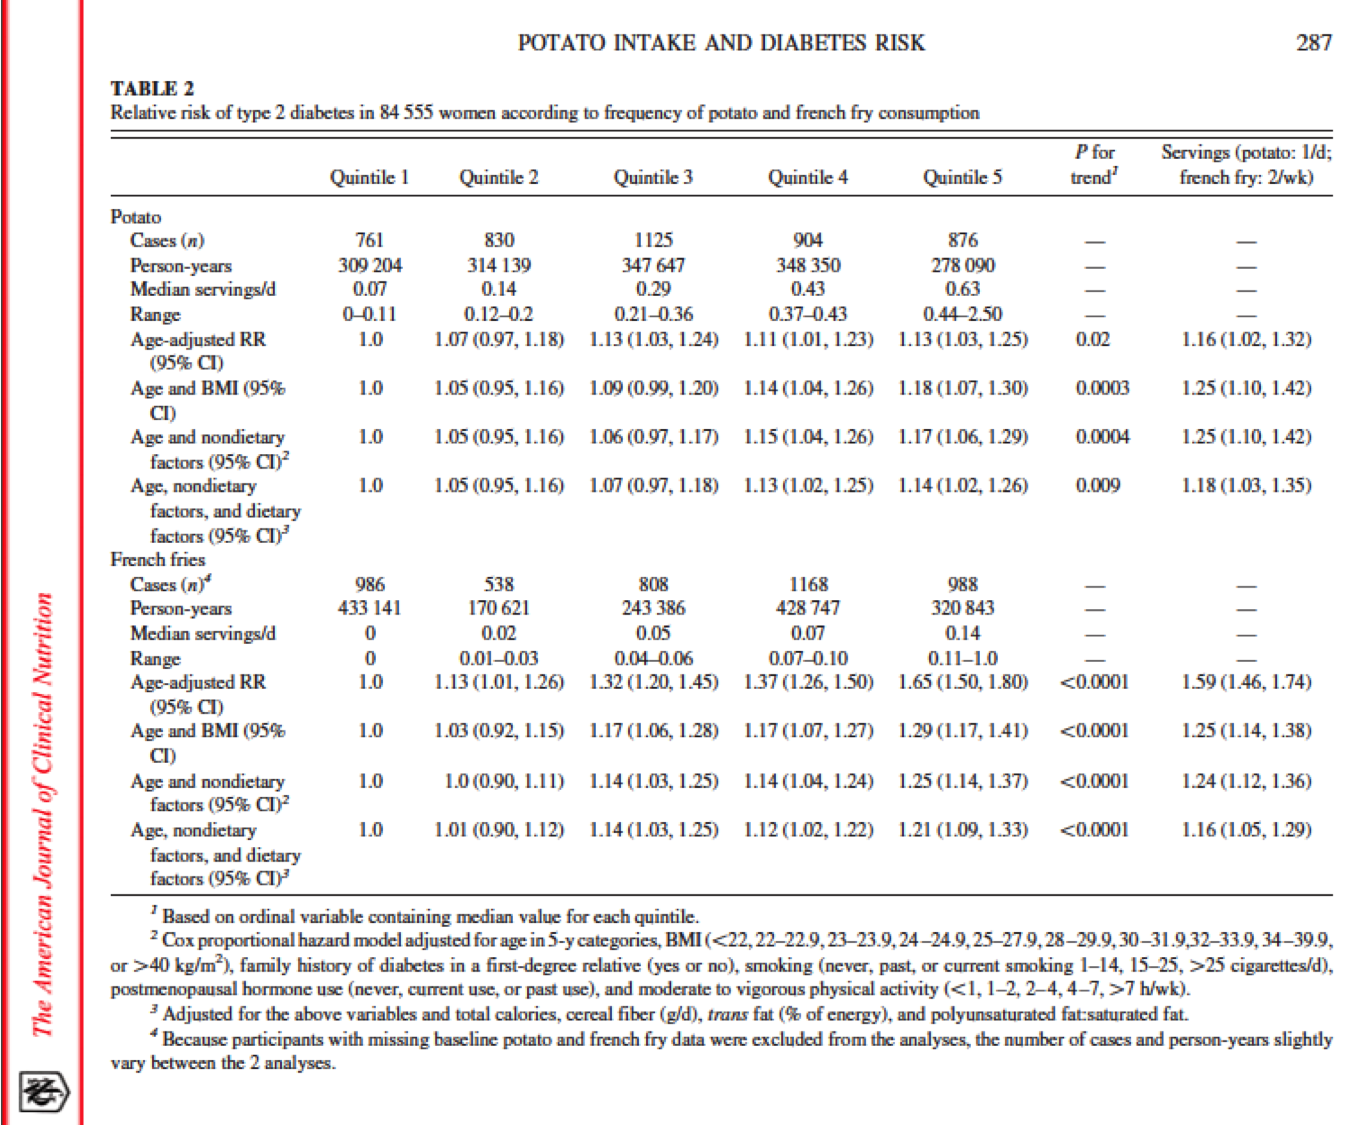 POTATO INTAKE AND DIABETES RISK 287
TABLE 2
Relative risk of type 2 diabetes in 84 555 women according to frequency of potato and french fry consumption
P for Servings (potato: 1/d;
Quintile 1 Quintile 2 Quintile 3 Quintile 4 Quintile 5 trend¹ french fry: 2/wk)
Potato
Cases (n) 761 830 1125 904 876 — —
Person-years 309 204 314 139 347 647 348 350 278 090 — —
Median servings/d 0.07 0.14 0.29 0.43 0.63 — —
Range 0–0.11 0.12–0.2 0.21–0.36 0.37–0.43 0.44–2.50 — —
Age-adjusted RR 1.0 1.07 (0.97, 1.18) 1.13 (1.03, 1.24) 1.11 (1.01, 1.23) 1.13 (1.03, 1.25) 0.02 1.16 (1.02, 1.32)
(95% CI)
Age and BMI (95% 1.0 1.05 (0.95, 1.16) 1.09 (0.99, 1.20) 1.14 (1.04, 1.26) 1.18 (1.07, 1.30) 0.0003 1.25 (1.10, 1.42)
CI)
Age and nondietary 1.0 1.05 (0.95, 1.16) 1.06 (0.97, 1.17) 1.15 (1.04, 1.26) 1.17 (1.06, 1.29) 0.0004 1.25 (1.10, 1.42)
factors (95% CI)²
Age, nondietary 1.0 1.05 (0.95, 1.16) 1.07 (0.97, 1.18) 1.13 (1.02, 1.25) 1.14 (1.02, 1.26) 0.009 1.18 (1.03, 1.35)
factors, and dietary
factors (95% CI)³
French fries
Cases (n)⁴ 986 538 808 1168 988 — —
Person-years 433 141 170 621 243 386 428 747 320 843 — —
Median servings/d 0 0.02 0.05 0.07 0.14 — —
Range 0 0.01–0.03 0.04–0.06 0.07–0.10 0.11–1.0 — —
Age-adjusted RR 1.0 1.13 (1.01, 1.26) 1.32 (1.20, 1.45) 1.37 (1.26, 1.50) 1.65 (1.50, 1.80) <0.0001 1.59 (1.46, 1.74)
(95% CI)
Age and BMI (95% 1.0 1.03 (0.92, 1.15) 1.17 (1.06, 1.28) 1.17 (1.07, 1.27) 1.29 (1.17, 1.41) <0.0001 1.25 (1.14, 1.38)
CI)
Age and nondietary 1.0 1.0 (0.90, 1.11) 1.14 (1.03, 1.25) 1.14 (1.04, 1.24) 1.25 (1.14, 1.37) <0.0001 1.24 (1.12, 1.36)
factors (95% CI)²
Age, nondietary 1.0 1.01 (0.90, 1.12) 1.14 (1.03, 1.25) 1.12 (1.02, 1.22) 1.21 (1.09, 1.33) <0.0001 1.16 (1.05, 1.29)
factors, and dietary
factors (95% CI)³
¹ Based on ordinal variable containing median value for each quintile.
² Cox proportional hazard model adjusted for age in 5-y categories, BMI (<22, 22–22.9, 23–23.9, 24–24.9, 25–27.9, 28–29.9, 30–31.9,32–33.9, 34–39.9,
or >40 kg/m²), family history of diabetes in a first-degree relative (yes or no), smoking (never, past, or current smoking 1–14, 15–25, >25 cigarettes/d),
postmenopausal hormone use (never, current use, or past use), and moderate to vigorous physical activity (<1, 1–2, 2–4, 4–7, >7 h/wk).
³ Adjusted for the above variables and total calories, cereal fiber (g/d), trans fat (% of energy), and polyunsaturated fat:saturated fat.
⁴ Because participants with missing baseline potato and french fry data were excluded from the analyses, the number of cases and person-years slightly
vary between the 2 analyses.
The American Journal of Clinical Nutrition